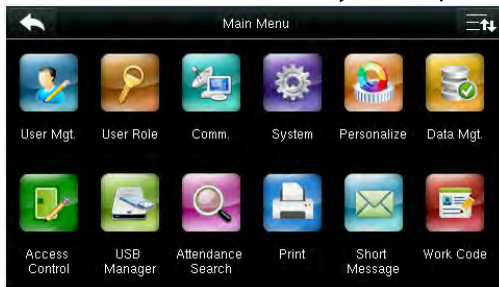 Main Menu
User Mgt.
User Role
Comm.
System
Personalize
Data Mgt.
Access
Control
USB
Manager
Attendance
Search
Print
Short
Message
Work Code